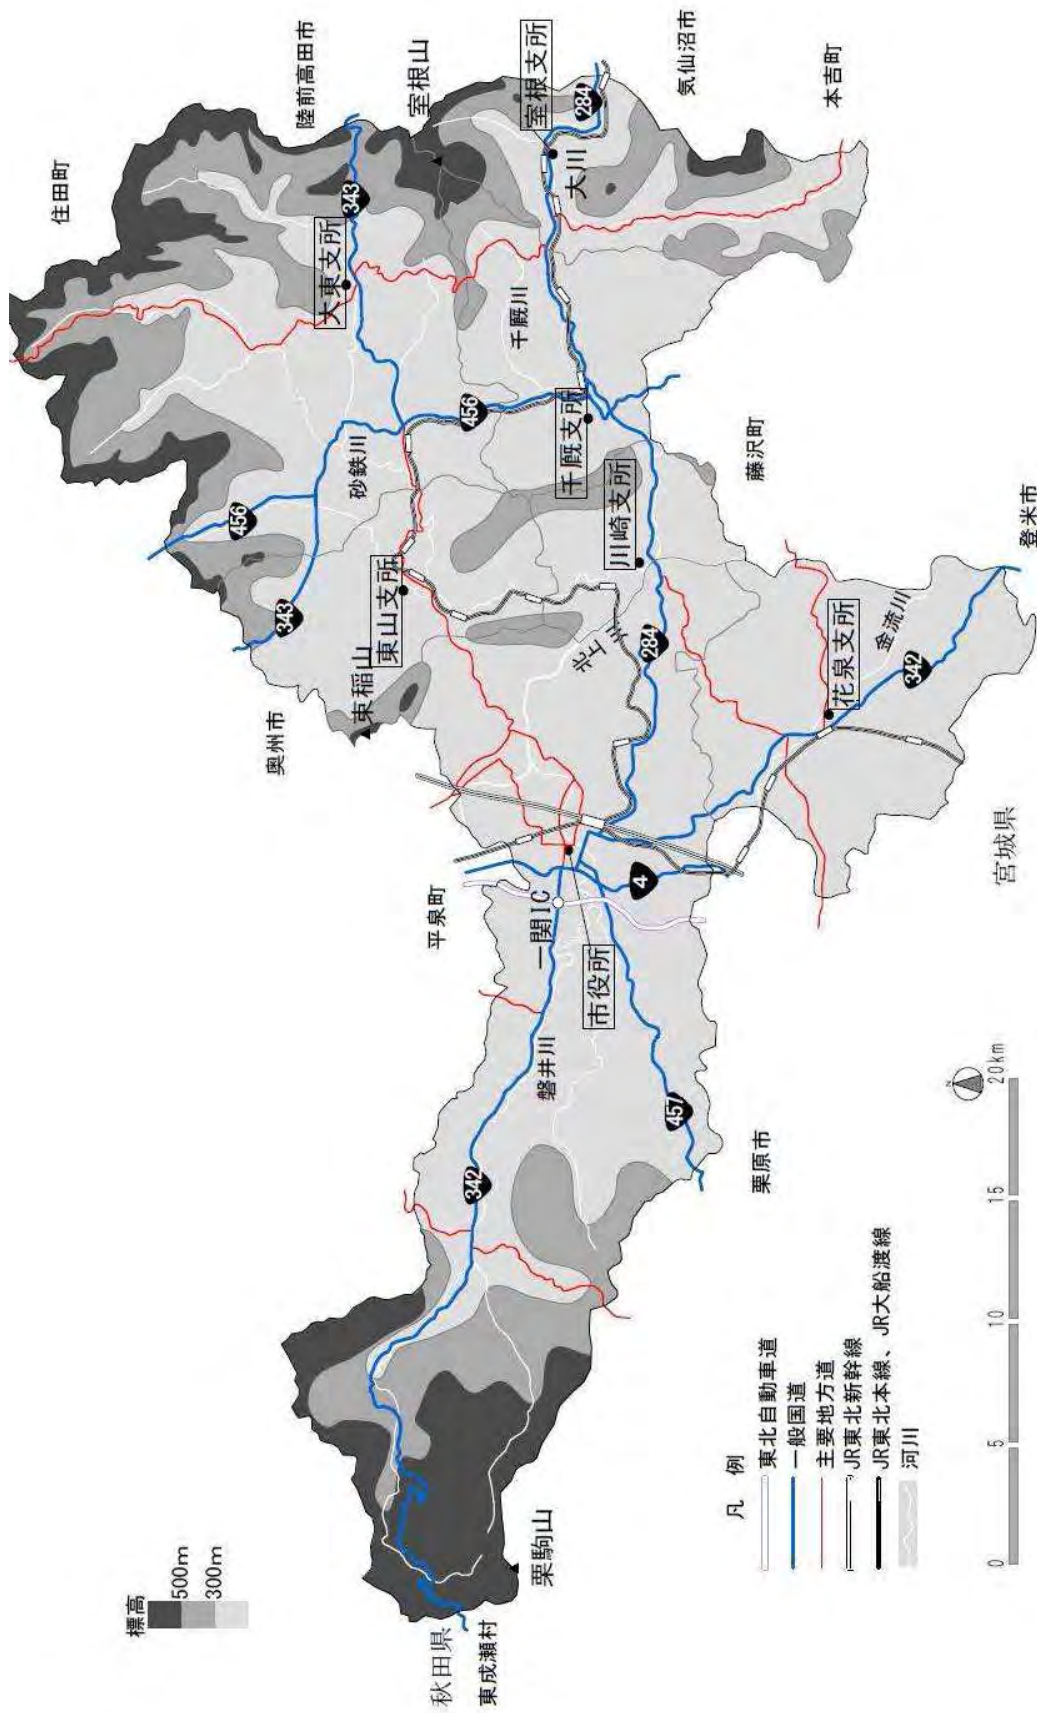 標高
500m
300m
秋田県
東成瀬村
栗駒山
342
磐井川
457
栗原市
平泉町
一関IC
市役所
4
奥州市
束稲山
343
456
東山支所
砂鉄川
北上川
284
川崎支所
千厩支所
456
千厩川
大東支所
343
住田町
陸前高田市
室根山
室根支所
大川
284
気仙沼市
本吉町
藤沢町
花泉支所
金流川
342
登米市
宮城県
凡 例
東北自動車道
一般国道
主要地方道
JR東北新幹線
JR東北本線、JR大船渡線
河川
N
0 5 10 15 20km